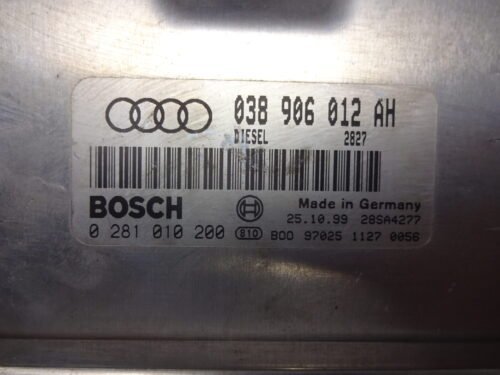 038 906 012 AH
DIESEL 2827
BOSCH Made in Germany
25.10.99 28SA4277
0 281 010 200 810 BDO 97025 1127 0056